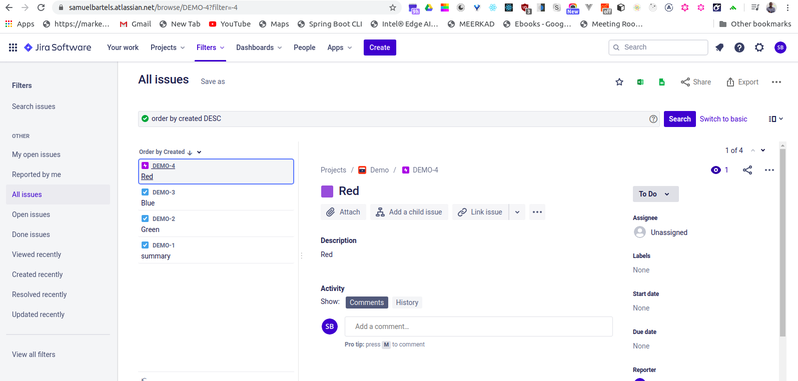 samuelbartels.atlassian.net/browse/DEMO-4?filter=-4
Apps
https://marke...
Gmail
New Tab
YouTube
Maps
Spring Boot CLI
Intel® Edge AI...
MEERKAD
Ebooks - Goog...
Meeting Roo...
Other bookmarks
Jira Software
Your work
Projects
Filters
Dashboards
People
Apps
Create
Search
SB
Filters
Search issues
OTHER
My open issues
Reported by me
All issues
Open issues
Done issues
Viewed recently
Created recently
Resolved recently
Updated recently
View all filters
All issues
Save as
Share
Export
order by created DESC
Search
Switch to basic
Order by Created
DEMO-4
Red
DEMO-3
Blue
DEMO-2
Green
DEMO-1
summary
1 of 4
Projects / Demo / DEMO-4
1
Red
Attach
Add a child issue
Link issue
Description
Red
Activity
Show:
Comments
History
SB
Add a comment...
Pro tip: press M to comment
To Do
Assignee
Unassigned
Labels
None
Start date
None
Due date
None
Reporter